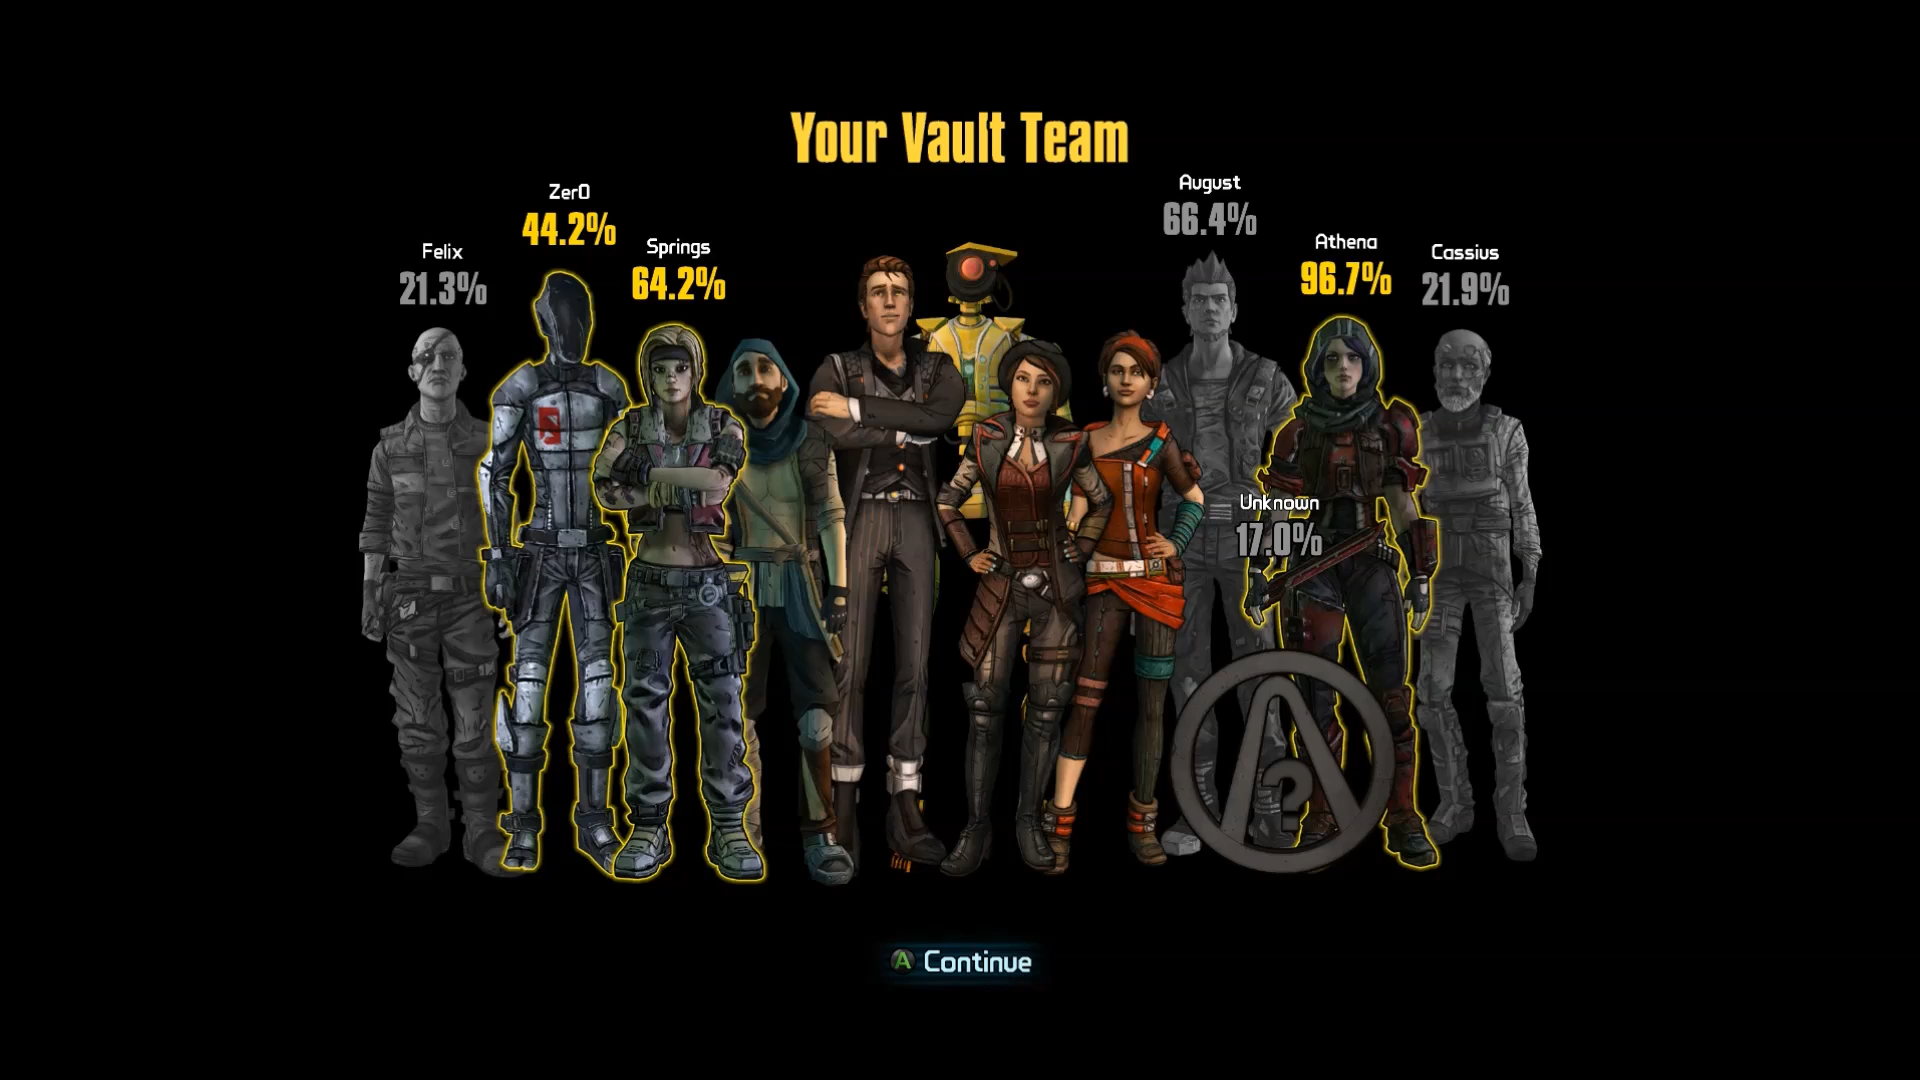 Your Vault Team
Felix
21.3%
Zer0
44.2%
Springs
64.2%
August
66.4%
Athena
96.7%
Cassius
21.9%
Unknown
17.0%
?
A Continue